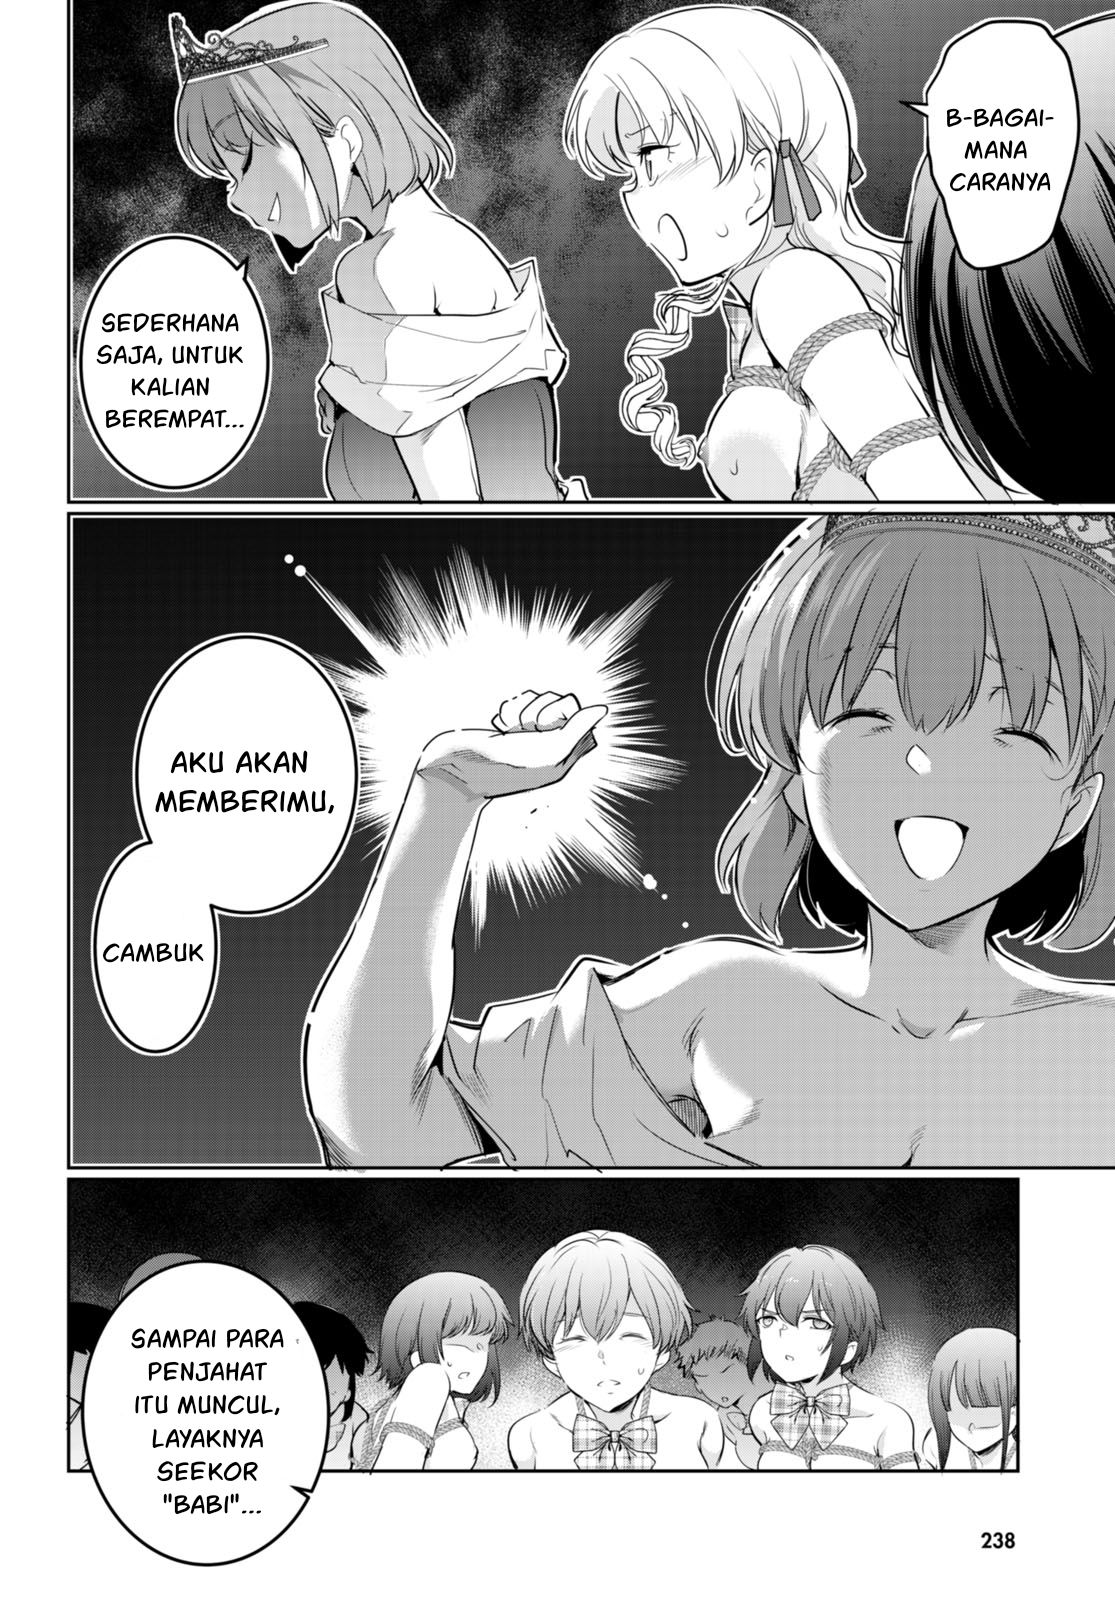 B-BAGAI-
MANA
CARANYA
SEDERHANA
SAJA, UNTUK
KALIAN
BEREMPAT...
AKU AKAN
MEMBERIMU,
CAMBUK
SAMPAI PARA
PENJAHAT
ITU MUNCUL,
LAYAKNYA
SEEKOR
"BABI"...
238